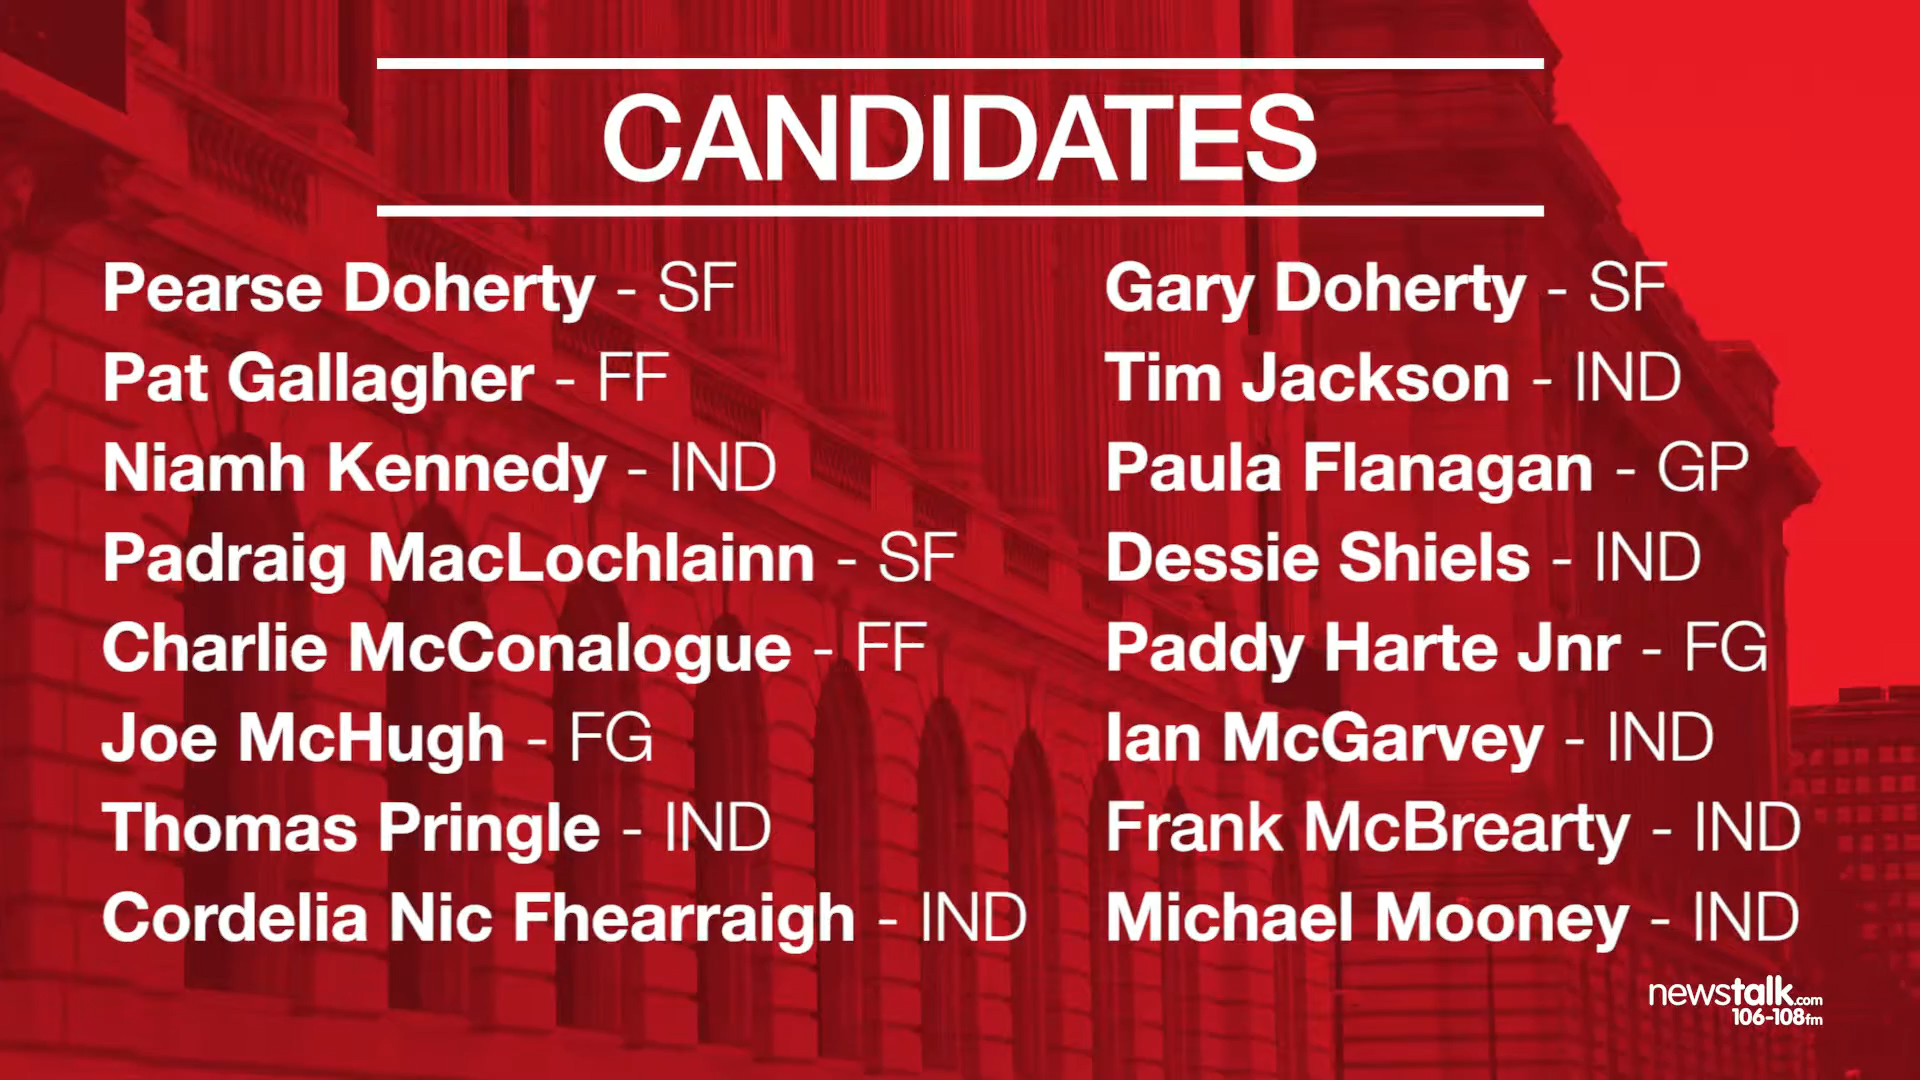 CANDIDATES
Pearse Doherty - SF
Pat Gallagher - FF
Niamh Kennedy - IND
Padraig MacLochlainn - SF
Charlie McConalogue - FF
Joe McHugh - FG
Thomas Pringle - IND
Cordelia Nic Fhearraigh - IND
Gary Doherty - SF
Tim Jackson - IND
Paula Flanagan - GP
Dessie Shiels - IND
Paddy Harte Jnr - FG
Ian McGarvey - IND
Frank McBrearty - IND
Michael Mooney - IND
newstalk.com
106-108fm